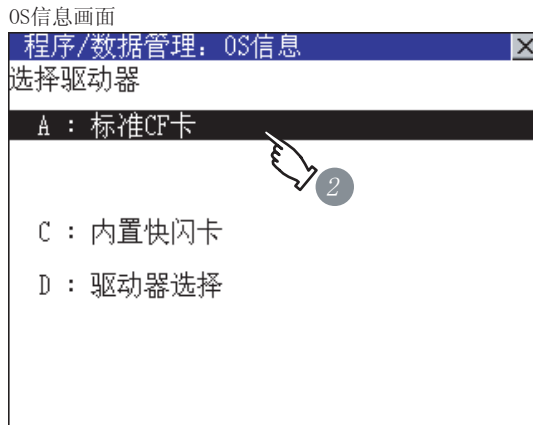 OS信息画面
程序/数据管理：OS信息
选择驱动器
A : 标准CF卡
2
C : 内置快闪卡
D : 驱动器选择